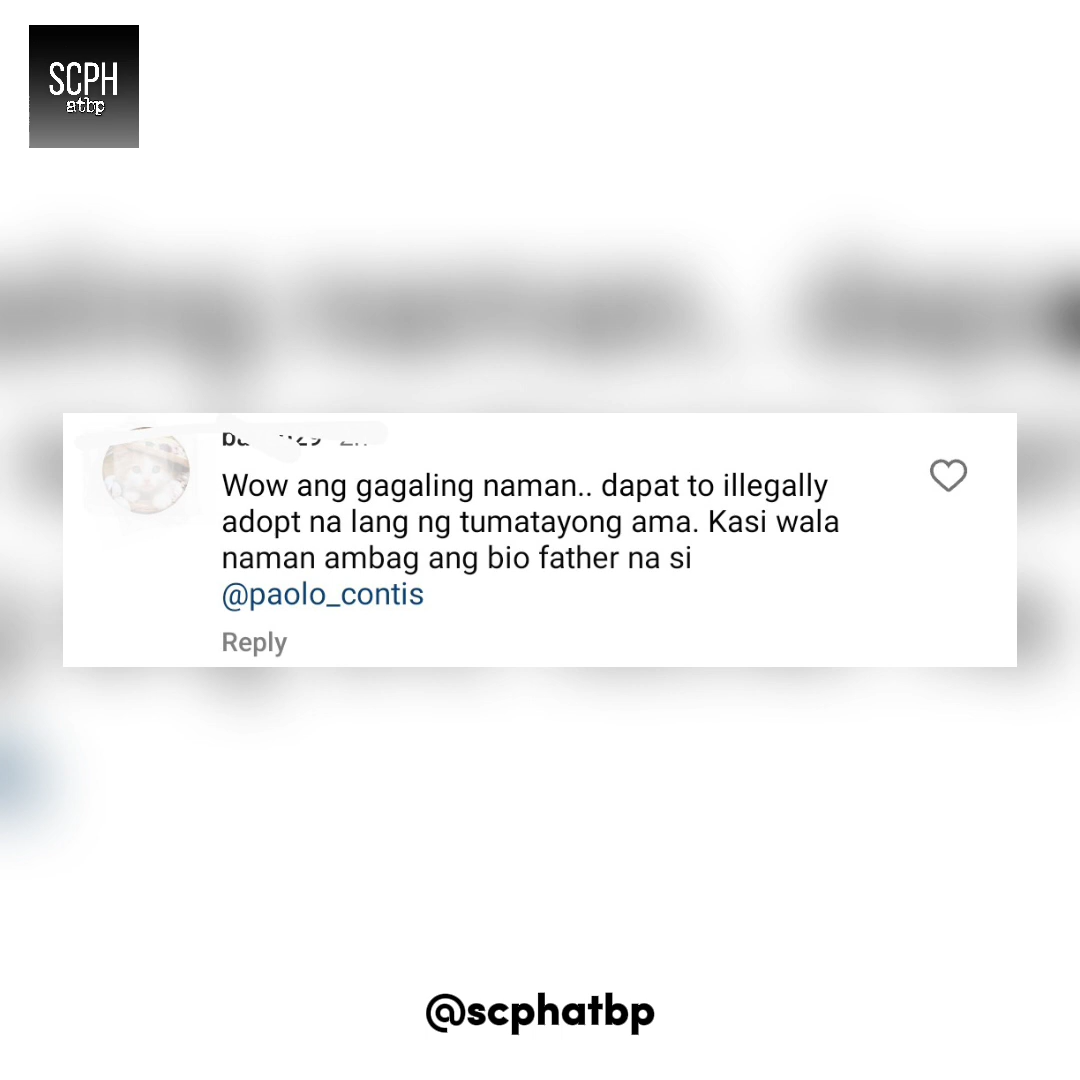 SCPH
atbp
Wow ang gagaling naman.. dapat to illegally
adopt na lang ng tumatayong ama. Kasi wala
naman ambag ang bio father na si
@paolo_contis
Reply
@scphatbp